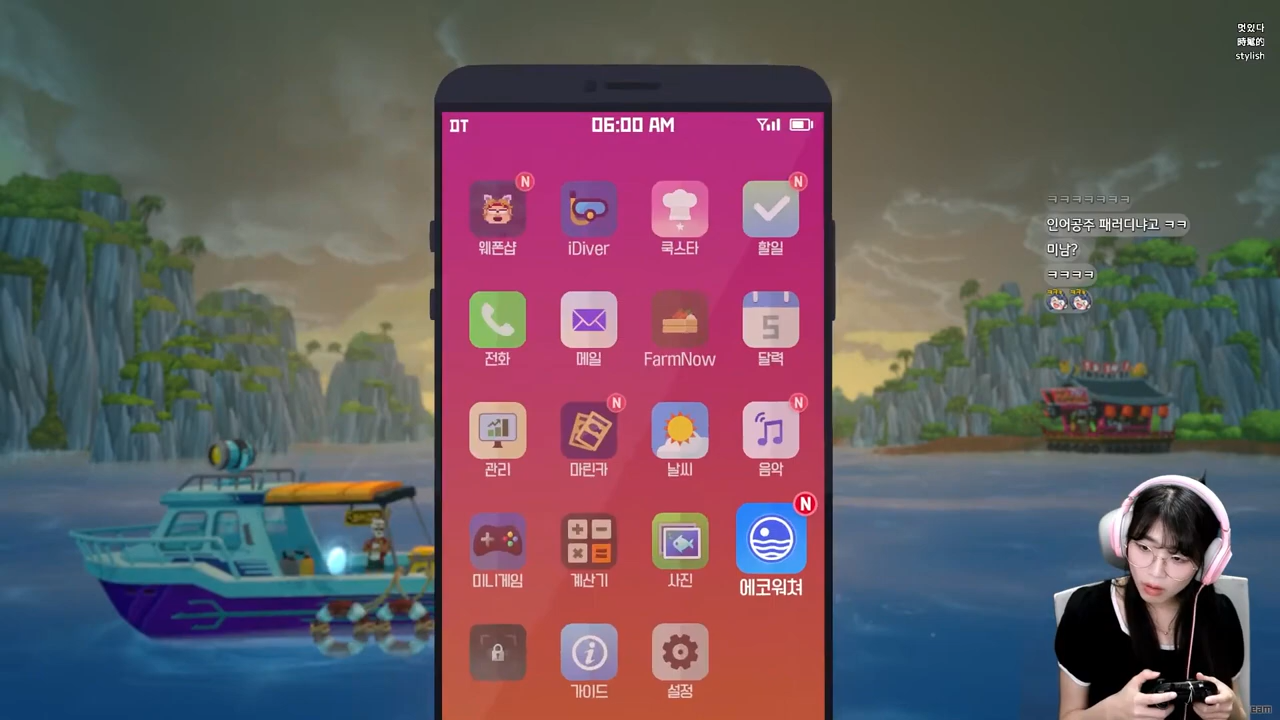 멋있다
時髦的
stylish
DT
06:00 AM
N
N
웨폰샵
iDiver
쿡스타
할일
전화
메일
FarmNow
5
달력
N
N
관리
마린카
날씨
음악
N
미니게임
계산기
사진
에코워쳐
가이드
설정
ㅋㅋㅋㅋㅋㅋㅋ
인어공주 패러디냐고 ㅋㅋ
미남?
ㅋㅋㅋㅋ
eam